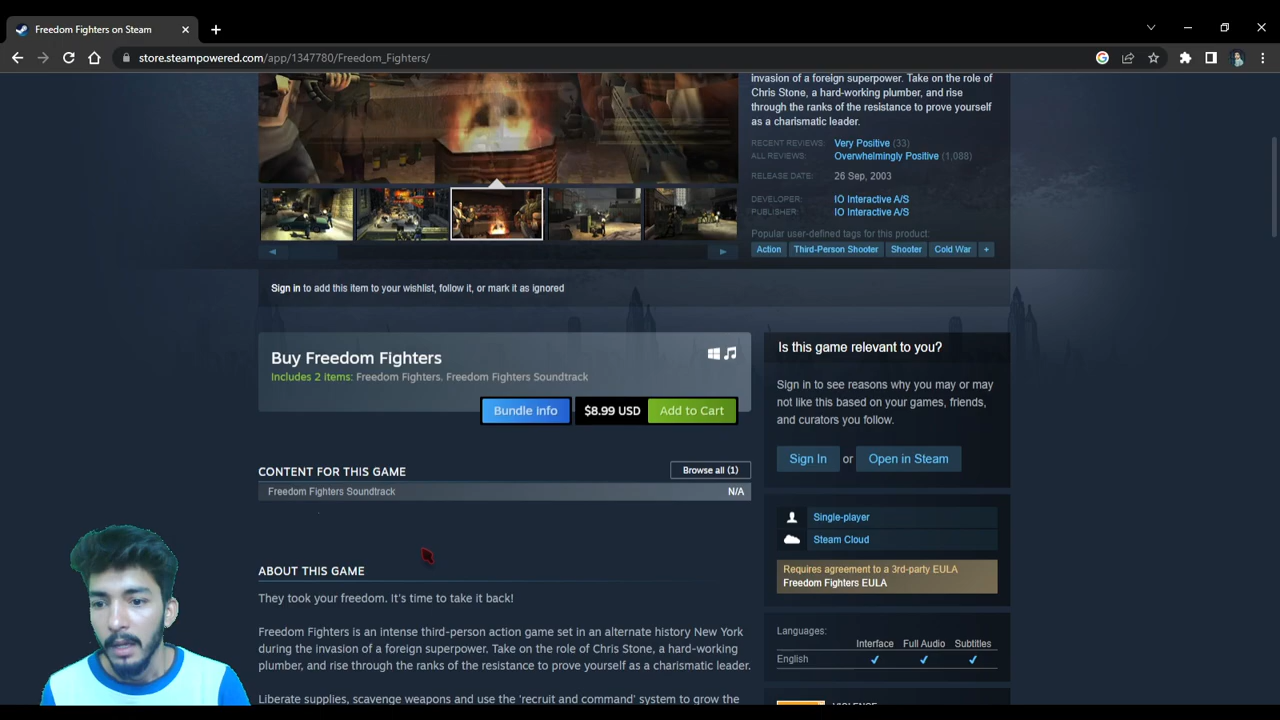 Freedom Fighters on Steam
store.steampowered.com/app/1347780/Freedom_Fighters/
invasion of a foreign superpower. Take on the role of
Chris Stone, a hard-working plumber, and rise
through the ranks of the resistance to prove yourself
as a charismatic leader.
RECENT REVIEWS: Very Positive (33)
ALL REVIEWS: Overwhelmingly Positive (1,088)
RELEASE DATE: 26 Sep, 2003
DEVELOPER: IO Interactive A/S
PUBLISHER: IO Interactive A/S
Popular user-defined tags for this product:
Action Third-Person Shooter Shooter Cold War +
Sign in to add this item to your wishlist, follow it, or mark it as ignored
Buy Freedom Fighters
Includes 2 items: Freedom Fighters, Freedom Fighters Soundtrack
Bundle info $8.99 USD Add to Cart
CONTENT FOR THIS GAME Browse all (1)
Freedom Fighters Soundtrack N/A
ABOUT THIS GAME
They took your freedom. It's time to take it back!
Freedom Fighters is an intense third-person action game set in an alternate history New York
during the invasion of a foreign superpower. Take on the role of Chris Stone, a hard-working
plumber, and rise through the ranks of the resistance to prove yourself as a charismatic leader.
Liberate supplies, scavenge weapons and use the 'recruit and command' system to grow the
Is this game relevant to you?
Sign in to see reasons why you may or may
not like this based on your games, friends,
and curators you follow.
Sign In or Open in Steam
Single-player
Steam Cloud
Requires agreement to a 3rd-party EULA
Freedom Fighters EULA
Languages:
Interface Full Audio Subtitles
English ✔ ✔ ✔